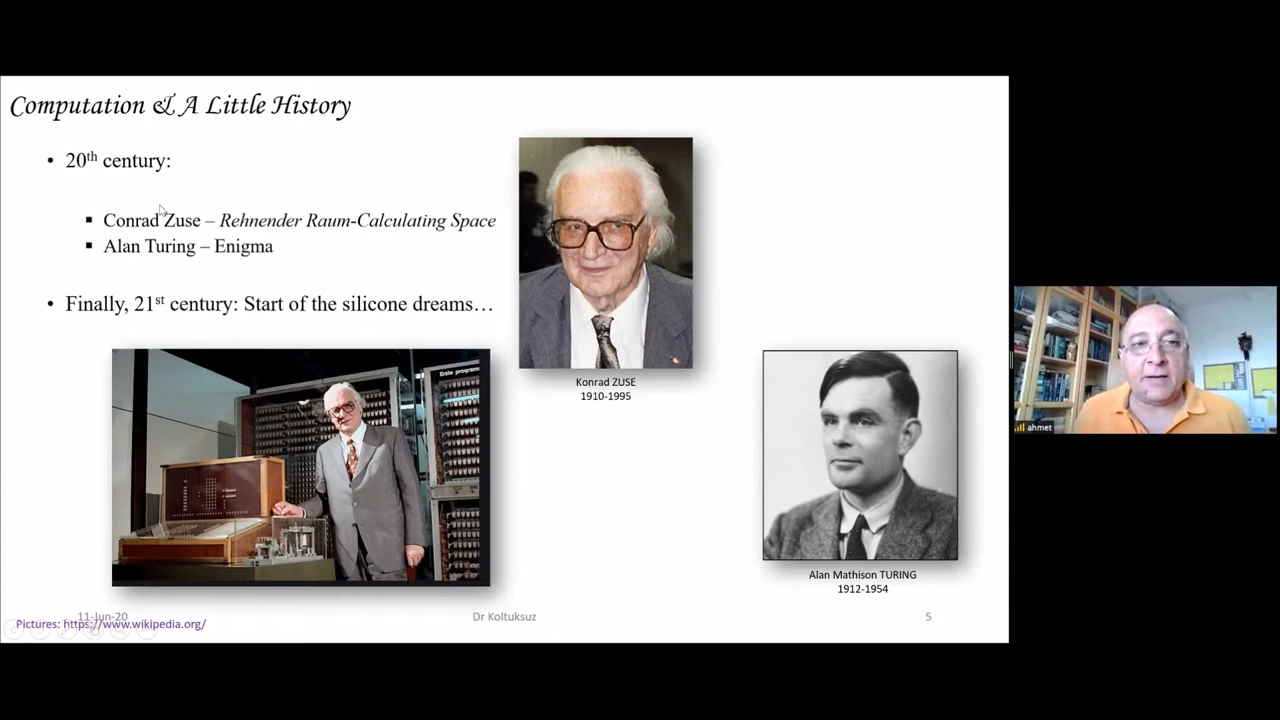 Computation & A Little History
• 20th century:
▪ Conrad Zuse – Rehnender Raum-Calculating Space
▪ Alan Turing – Enigma
• Finally, 21st century: Start of the silicone dreams…
Erste program
Konrad ZUSE
1910-1995
Alan Mathison TURING
1912-1954
ahmet
11-Jun-20
Dr Koltuksuz
5
Pictures: https://www.wikipedia.org/